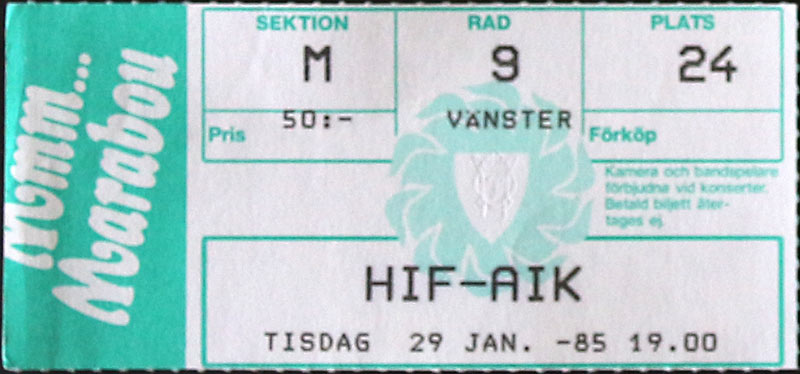 Mmm...
Marabou
SEKTION RAD PLATS
M 9 24
Pris 50:- VÄNSTER Förköp
Kamera och bandspelare
förbjudna vid konserter.
Betald biljett åter-
tages ej.
HIF-AIK
TISDAG 29 JAN. -85 19.00